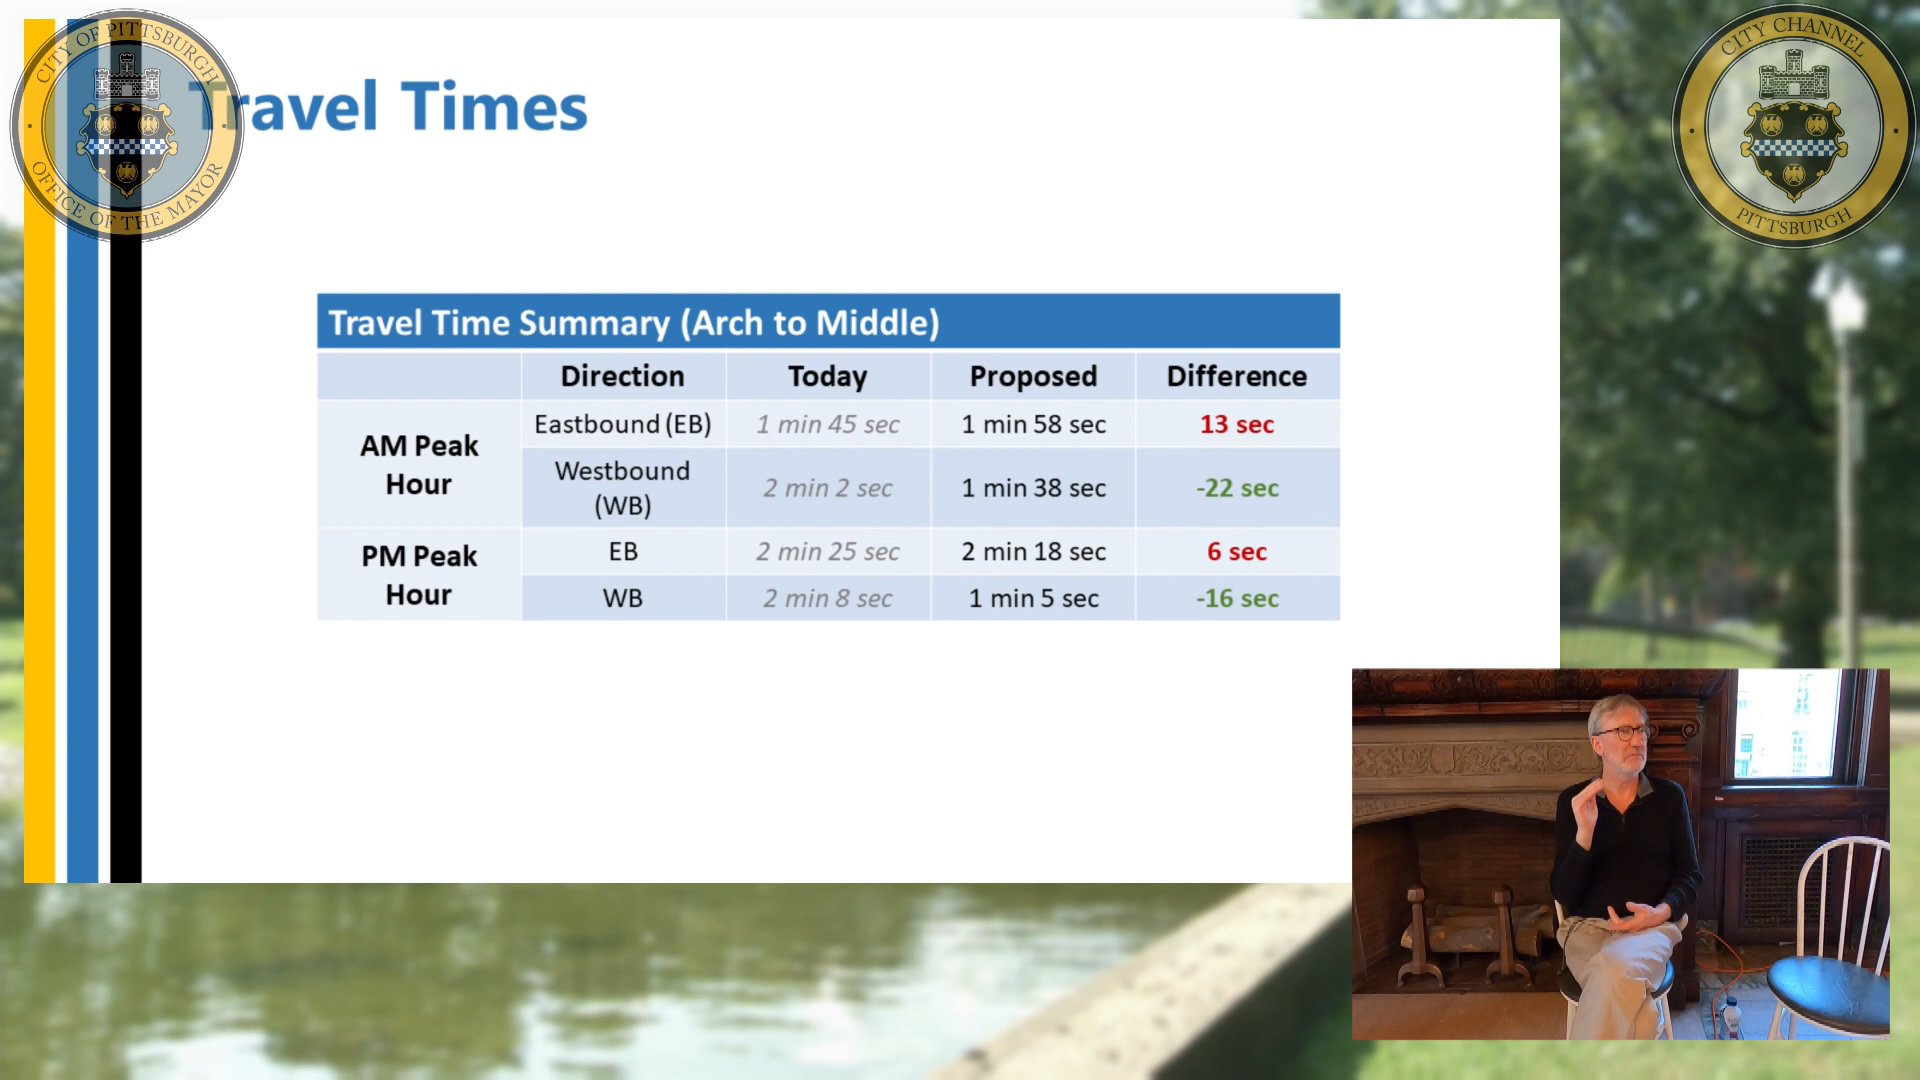 CITY OF PITTSBURGH
OFFICE OF THE MAYOR
CITY CHANNEL
PITTSBURGH
Travel Times
Travel Time Summary (Arch to Middle)
Direction Today Proposed Difference
AM Peak Hour
Eastbound (EB) 1 min 45 sec 1 min 58 sec 13 sec
Westbound (WB) 2 min 2 sec 1 min 38 sec -22 sec
PM Peak Hour
EB 2 min 25 sec 2 min 18 sec 6 sec
WB 2 min 8 sec 1 min 5 sec -16 sec